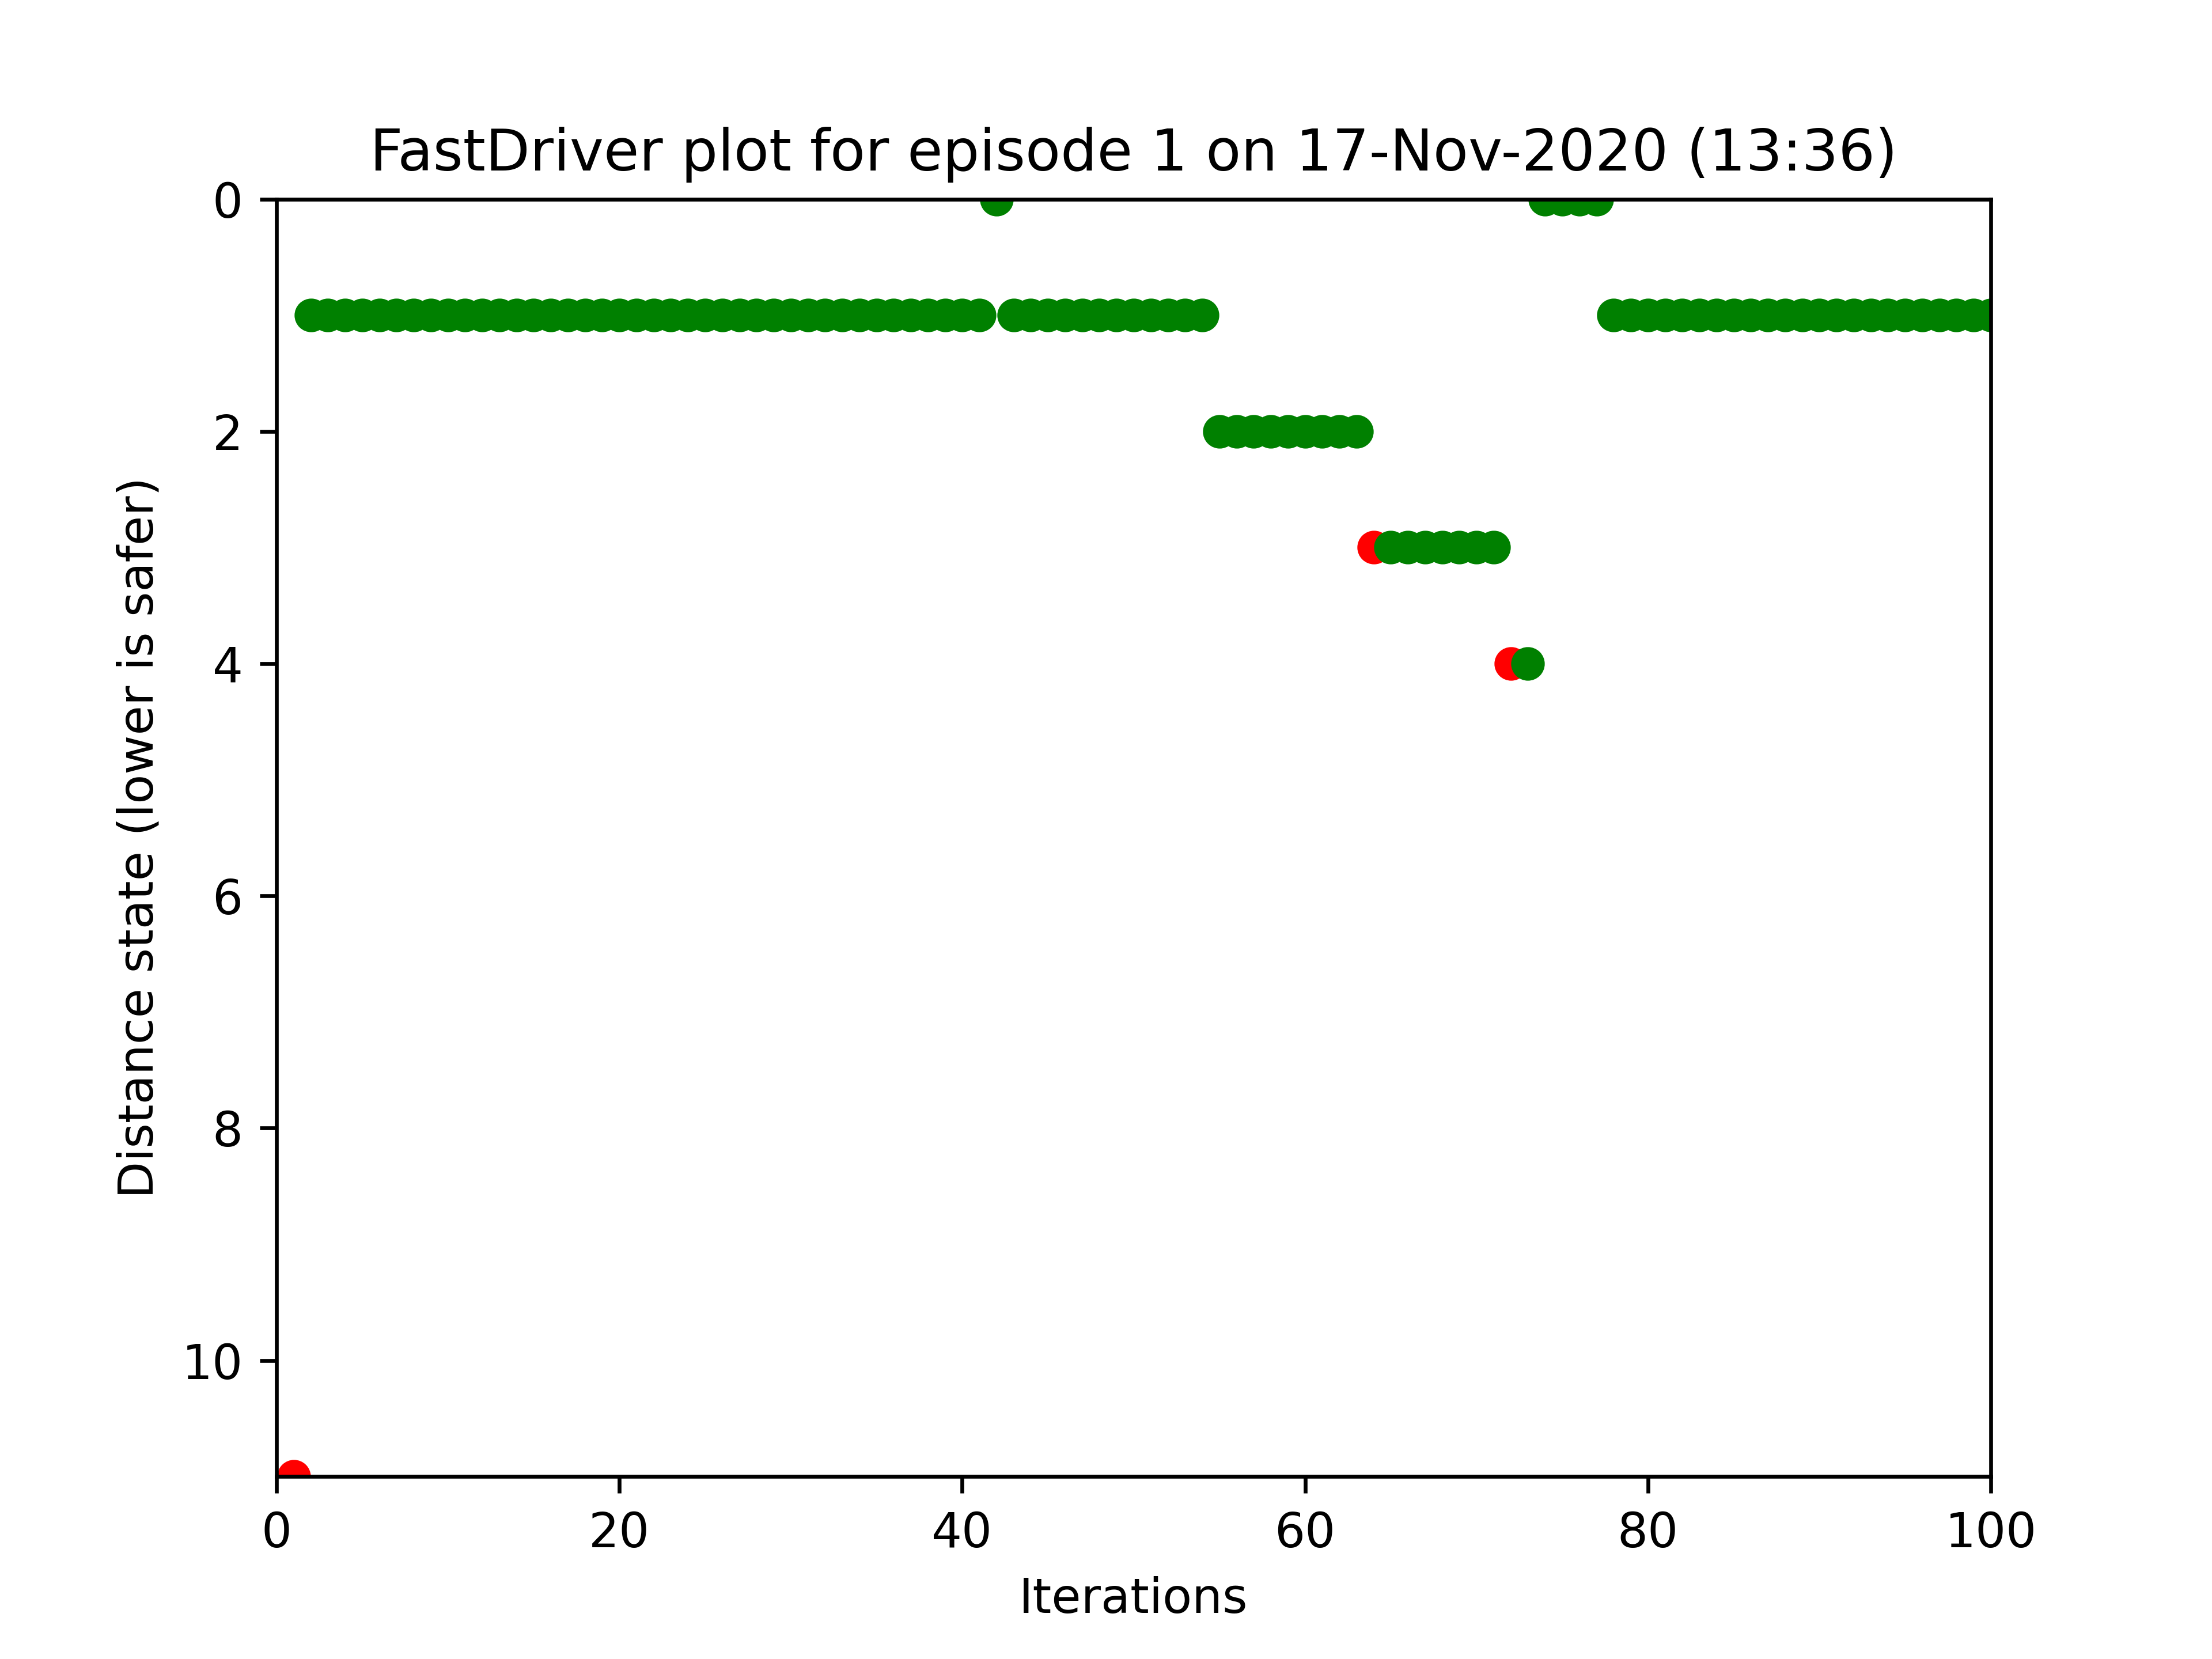 FastDriver plot for episode 1 on 17-Nov-2020 (13:36)
0
2
4
6
8
10
Distance state (lower is safer)
0 20 40 60 80 100
Iterations